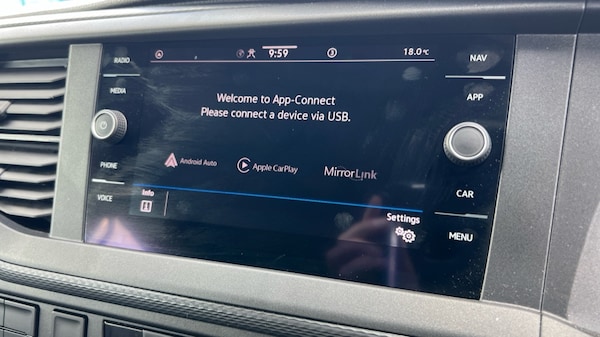 RADIO
MEDIA
PHONE
VOICE
9:59
3
18.0 °C
Welcome to App-Connect
Please connect a device via USB.
Android Auto
Apple CarPlay
MirrorLink
Info
Settings
NAV
APP
CAR
MENU